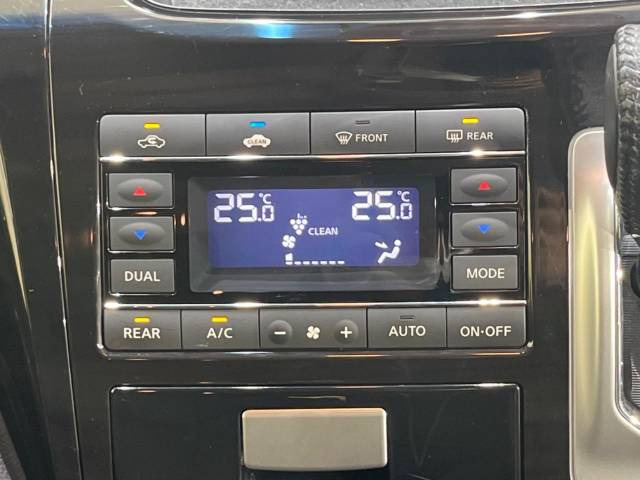 CLEAN FRONT REAR
25.0°C 25.0°C
CLEAN
DUAL MODE
REAR A/C − + AUTO ON·OFF